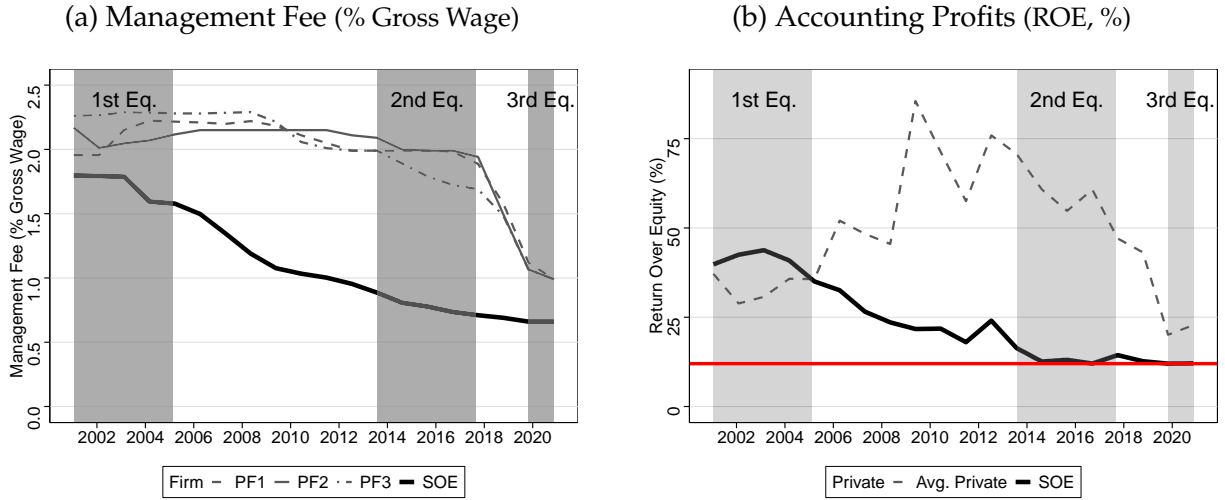 (a) Management Fee (% Gross Wage)
Management Fee (% Gross Wage)
2.5
2.0
1.5
1.0
0.5
0.0
1st Eq.
2nd Eq.
3rd Eq.
2002 2004 2006 2008 2010 2012 2014 2016 2018 2020
Firm PF1 PF2 PF3 SOE
(b) Accounting Profits (ROE, %)
Return Over Equity (%)
75
50
25
0
1st Eq.
2nd Eq.
3rd Eq.
2002 2004 2006 2008 2010 2012 2014 2016 2018 2020
Private Avg. Private SOE